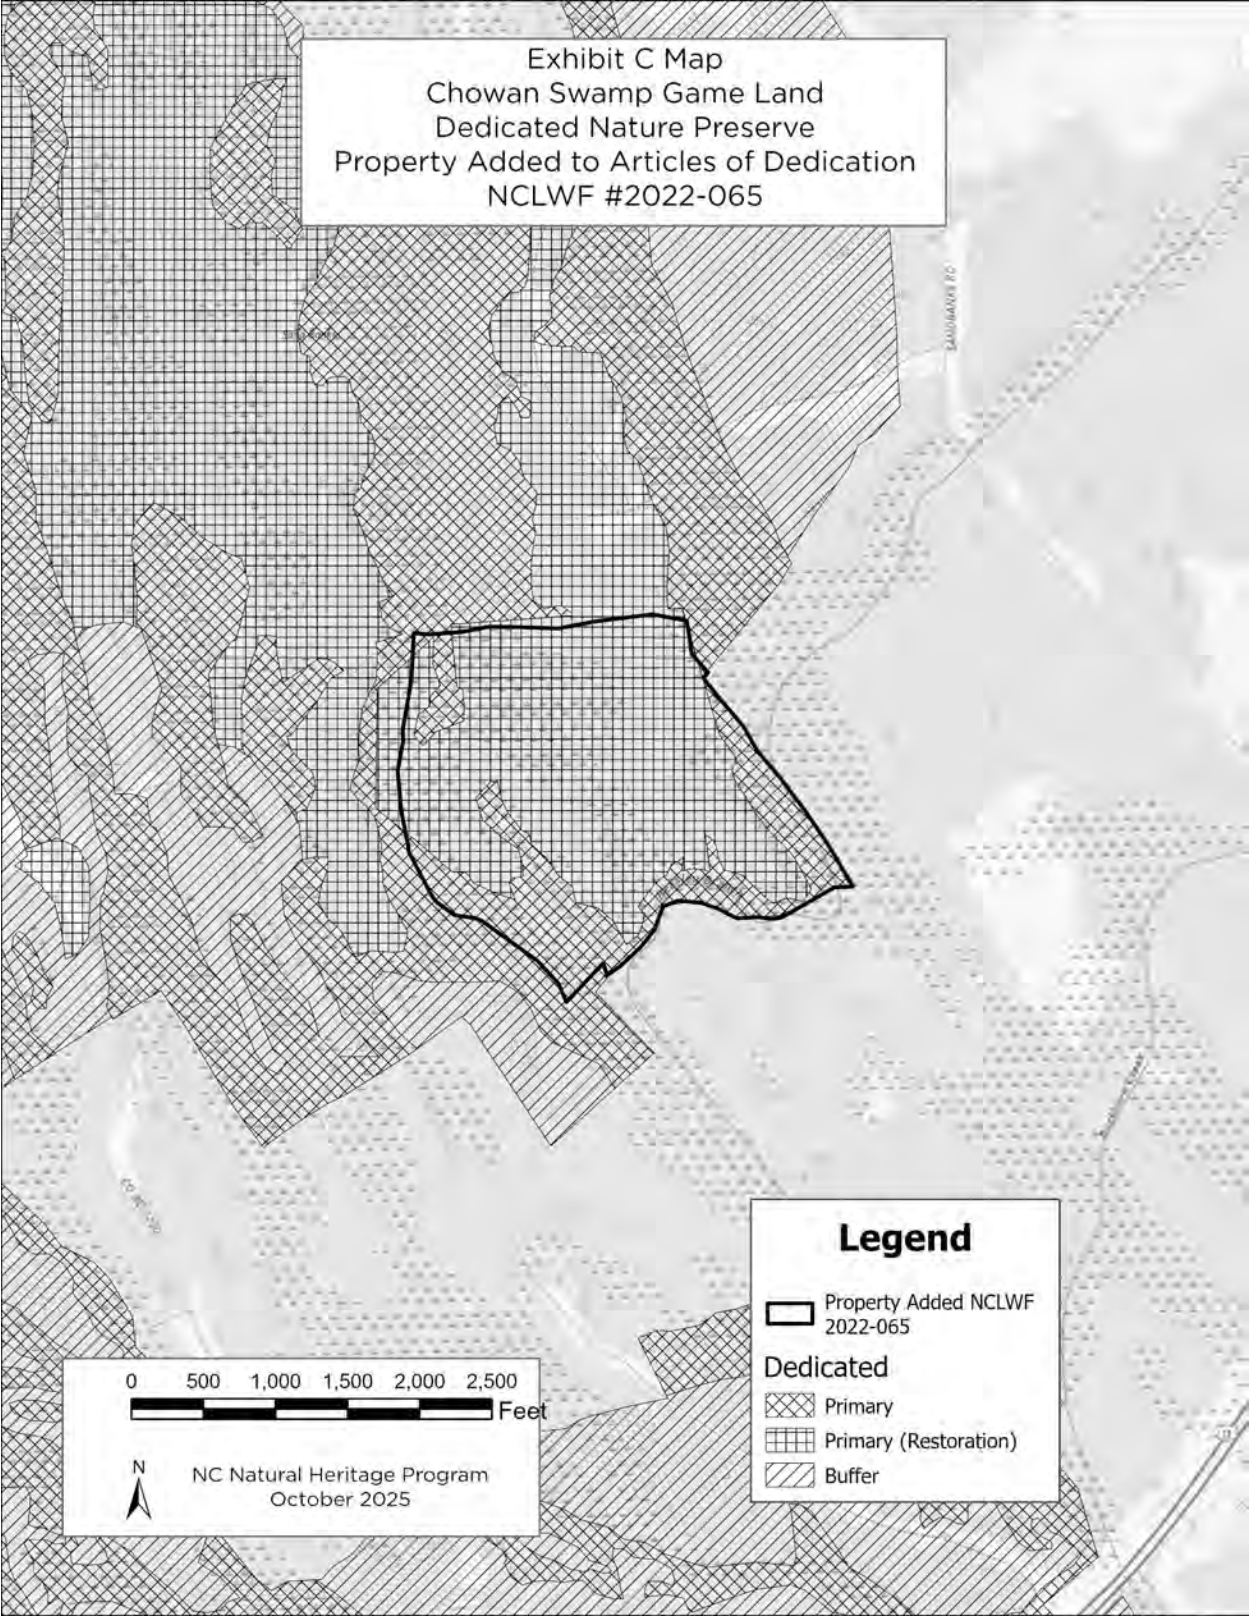 Exhibit C Map
Chowan Swamp Game Land
Dedicated Nature Preserve
Property Added to Articles of Dedication
NCLWF #2022-065
SANDBANKS RD
Legend
Property Added NCLWF
2022-065
Dedicated
Primary
Primary (Restoration)
Buffer
0 500 1,000 1,500 2,000 2,500
Feet
N
NC Natural Heritage Program
October 2025